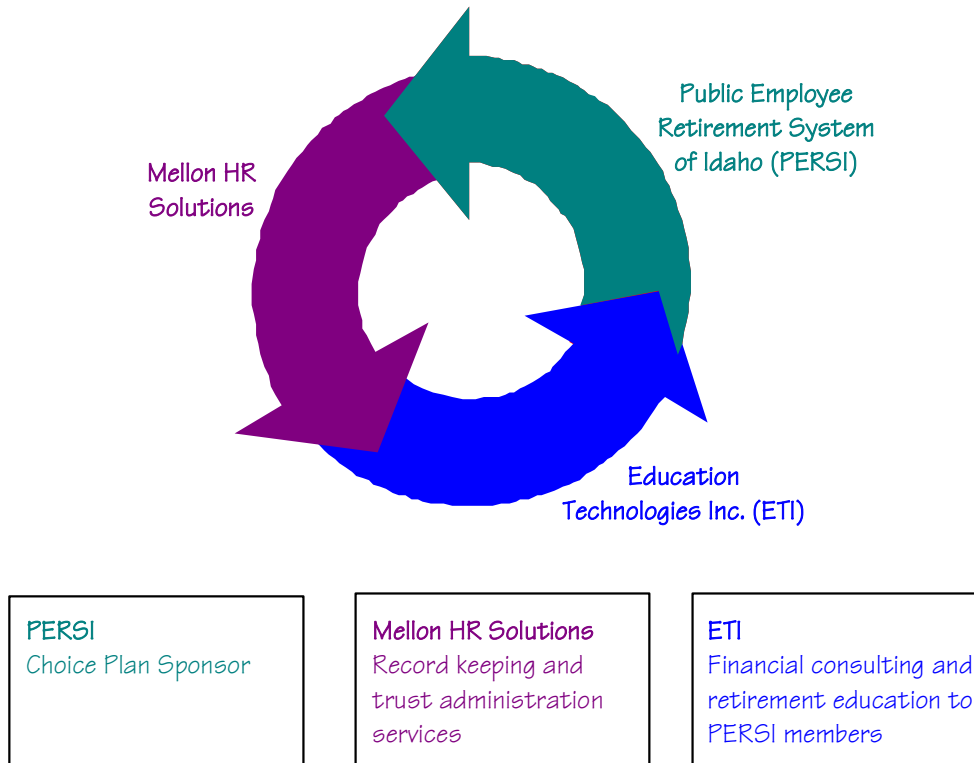 Public Employee
Retirement System
of Idaho (PERSI)
Mellon HR
Solutions
Education
Technologies Inc. (ETI)
PERSI
Choice Plan Sponsor
Mellon HR Solutions
Record keeping and
trust administration
services
ETI
Financial consulting and
retirement education to
PERSI members